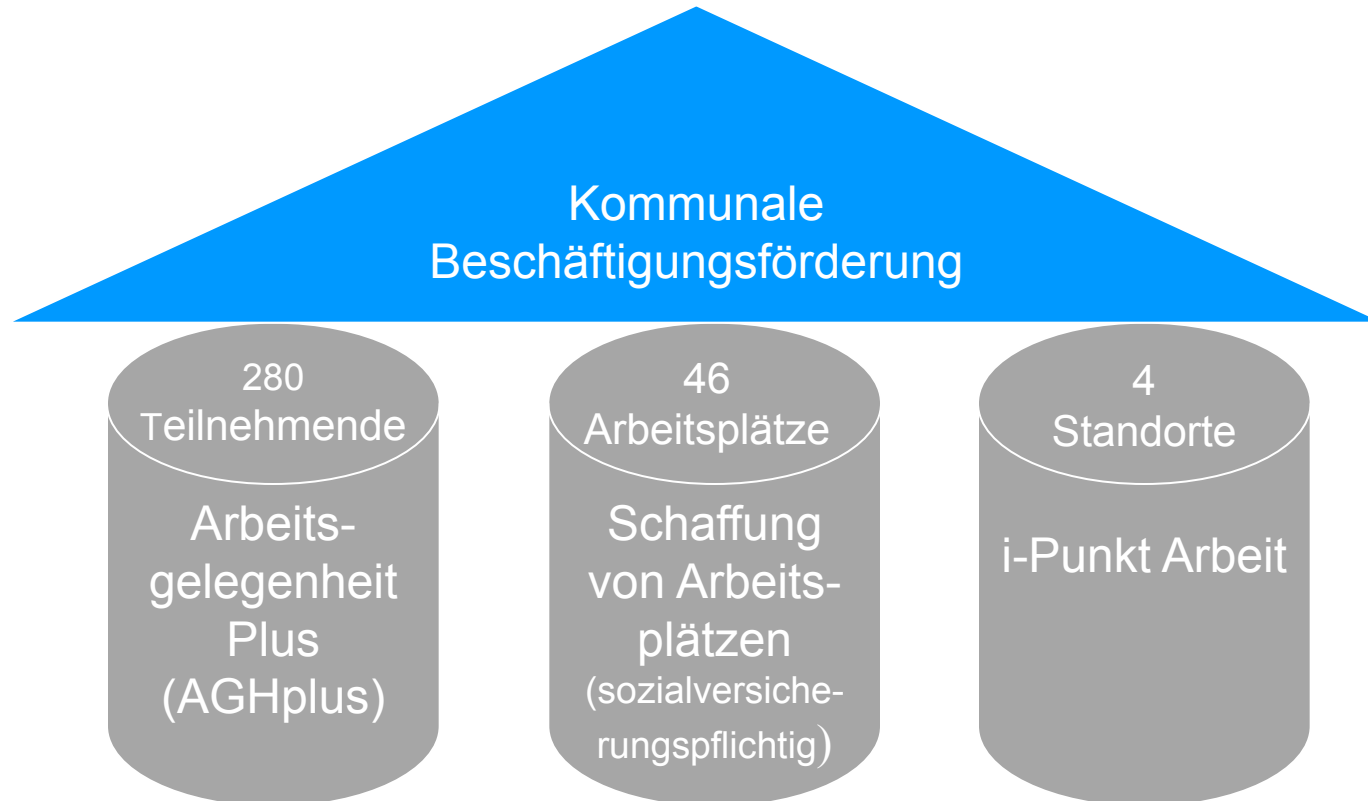 Kommunale
Beschäftigungsförderung
280
Teilnehmende
Arbeits-
gelegenheit
Plus
(AGHplus)
46
Arbeitsplätze
Schaffung
von Arbeits-
plätzen
(sozialversiche-
rungspflichtig)
4
Standorte
i-Punkt Arbeit